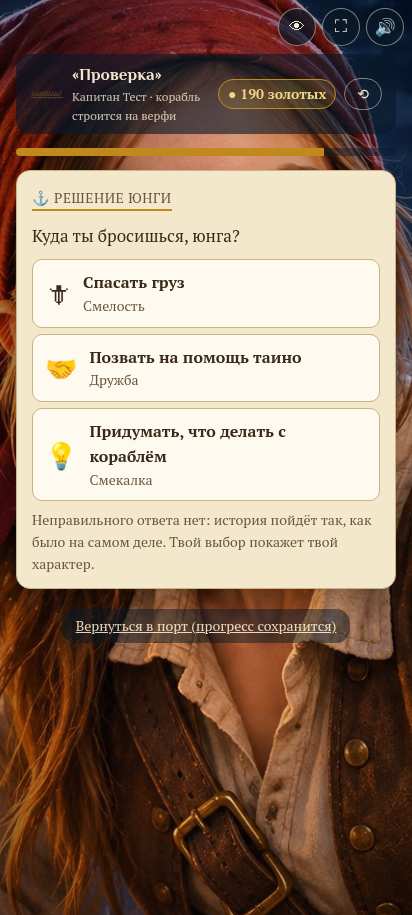 «Проверка»
Капитан Тест · корабль
строится на верфи
● 190 золотых
⚓ РЕШЕНИЕ ЮНГИ
Куда ты бросишься, юнга?
Спасать груз
Смелость
Позвать на помощь таино
Дружба
Придумать, что делать с
кораблём
Смекалка
Неправильного ответа нет: история пойдёт так, как
было на самом деле. Твой выбор покажет твой
характер.
Вернуться в порт (прогресс сохранится)